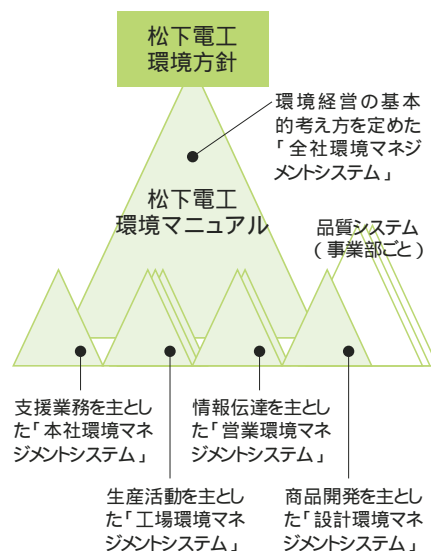 松下電工
環境方針
環境経営の基本
的考え方を定めた
「全社環境マネジ
メントシステム」
松下電工
環境マニュアル
品質システム
(事業部ごと)
支援業務を主とし
た「本社環境マネ
ジメントシステム」
情報伝達を主とし
た「営業環境マネ
ジメントシステム」
生産活動を主とし
た「工場環境マネ
ジメントシステム」
商品開発を主とし
た「設計環境マネ
ジメントシステム」